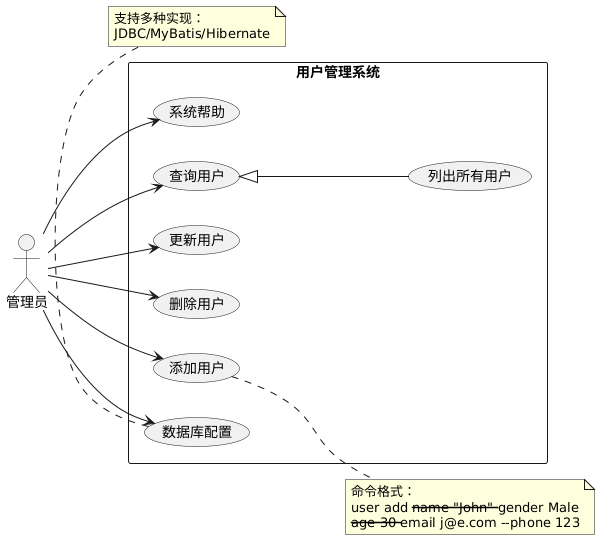 支持多种实现：
JDBC/MyBatis/Hibernate
用户管理系统
系统帮助
查询用户
列出所有用户
更新用户
管理员
删除用户
添加用户
数据库配置
命令格式：
user add name "John" gender Male
age 30 email j@e.com --phone 123